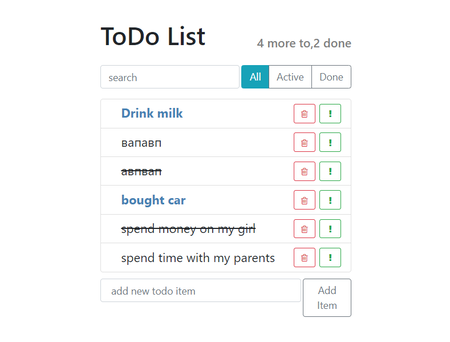 ToDo List
4 more to,2 done
search
All
Active
Done
Drink milk
вапавп
авпвап
bought car
spend money on my girl
spend time with my parents
add new todo item
Add
Item